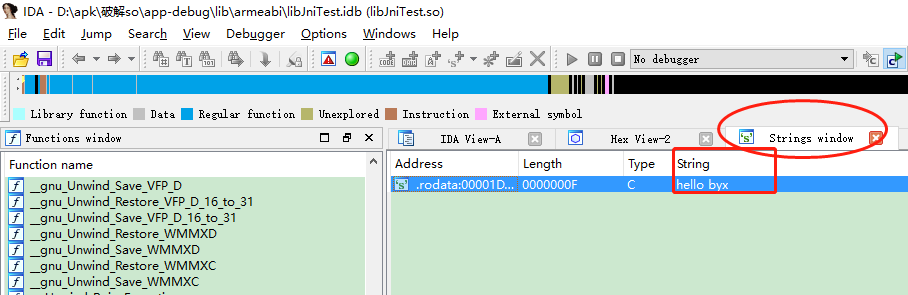 IDA - D:\apk\破解so\app-debug\lib\armeabi\libJniTest.idb (libJniTest.so)
File Edit Jump Search View Debugger Options Windows Help
No debugger
Library function Data Regular function Unexplored Instruction External symbol
Functions window
IDA View-A Hex View-2 Strings window
Function name
Address Length Type String
.rodata:00001D... 0000000F C hello byx
__gnu_Unwind_Save_VFP_D
__gnu_Unwind_Restore_VFP_D_16_to_31
__gnu_Unwind_Save_VFP_D_16_to_31
__gnu_Unwind_Restore_WMMXD
__gnu_Unwind_Save_WMMXD
__gnu_Unwind_Restore_WMMXC
__gnu_Unwind_Save_WMMXC